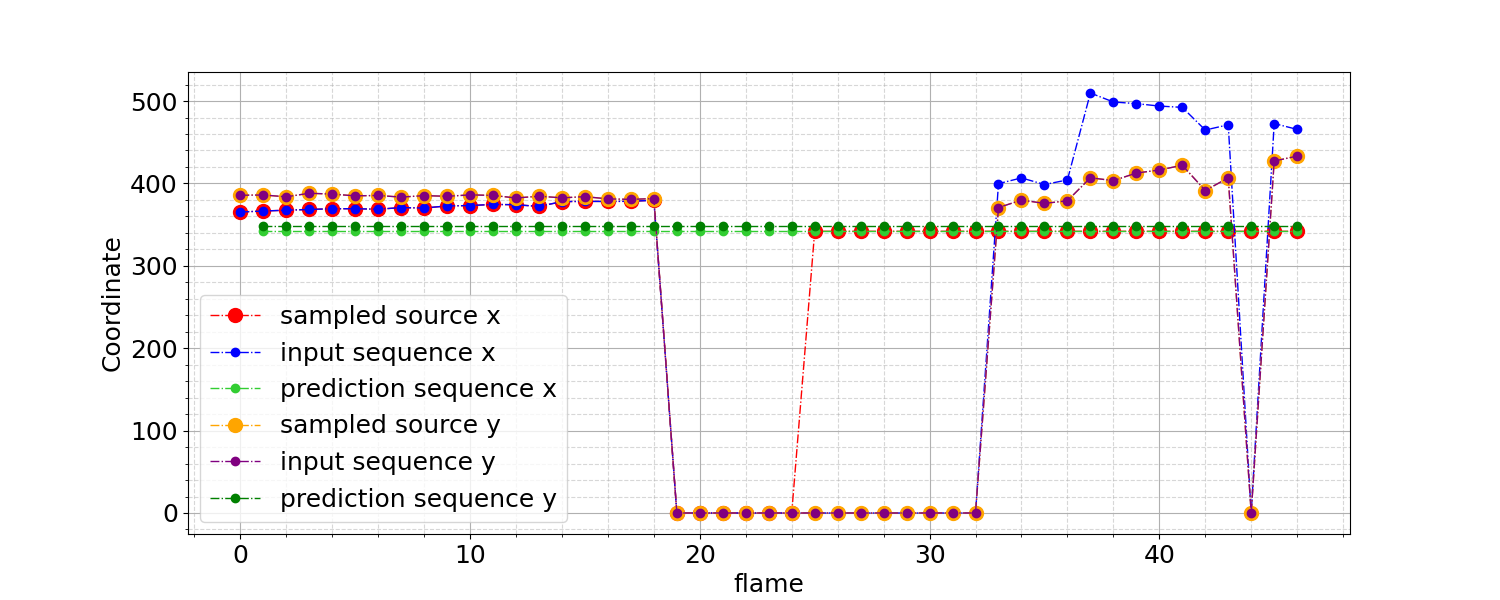 500
400
300
200
100
0
Coordinate
sampled source x
input sequence x
prediction sequence x
sampled source y
input sequence y
prediction sequence y
0 10 20 30 40
flame